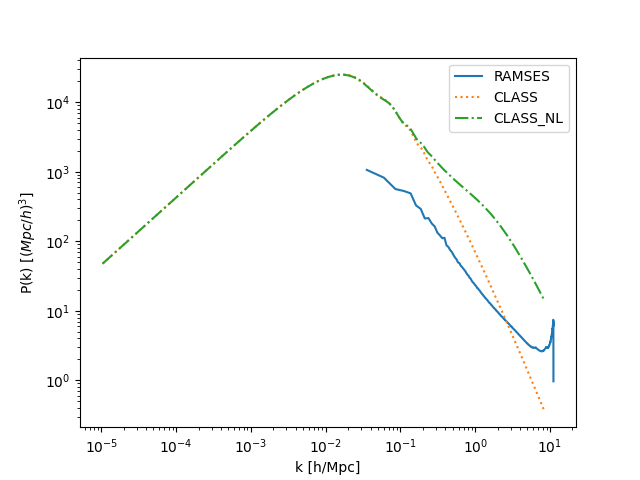 RAMSES
CLASS
CLASS_NL
P(k) [(Mpc/h)³]
10⁴
10³
10²
10¹
10⁰
10⁻⁵ 10⁻⁴ 10⁻³ 10⁻² 10⁻¹ 10⁰ 10¹
k [h/Mpc]